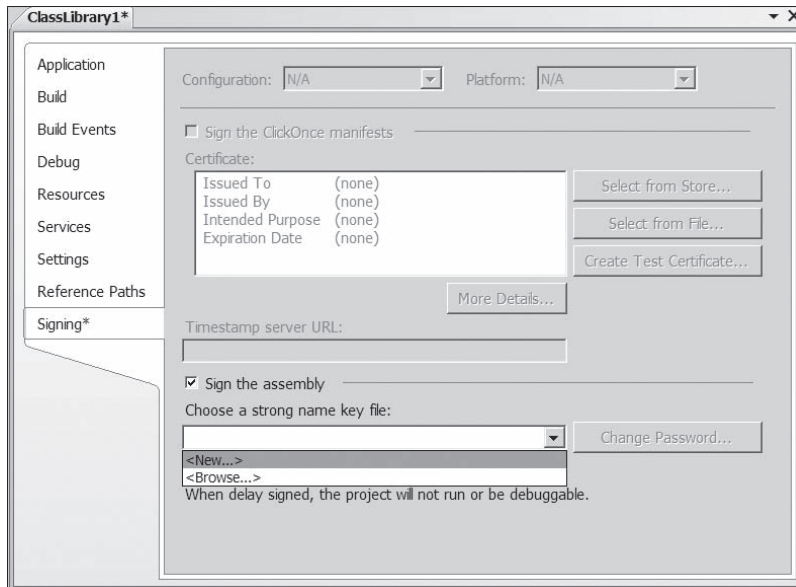 ClassLibrary1*
Application
Build
Build Events
Debug
Resources
Services
Settings
Reference Paths
Signing*
Configuration: N/A Platform: N/A
Sign the ClickOnce manifests
Certificate:
Issued To (none)
Issued By (none)
Intended Purpose (none)
Expiration Date (none)
Select from Store...
Select from File...
Create Test Certificate...
More Details...
Timestamp server URL:
Sign the assembly
Choose a strong name key file:
Change Password...
<New...>
<Browse...>
When delay signed, the project will not run or be debuggable.